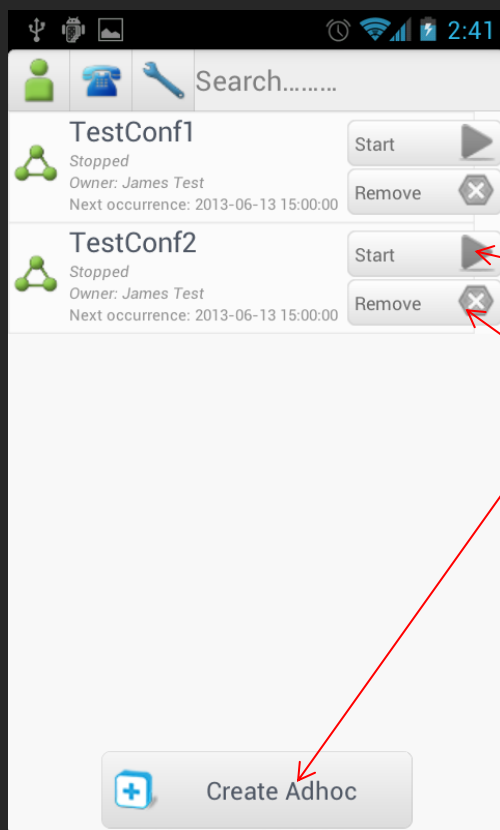 2:41
Search.........
TestConf1
Stopped
Owner: James Test
Next occurrence: 2013-06-13 15:00:00
Start
Remove
TestConf2
Stopped
Owner: James Test
Next occurrence: 2013-06-13 15:00:00
Start
Remove
Create Adhoc